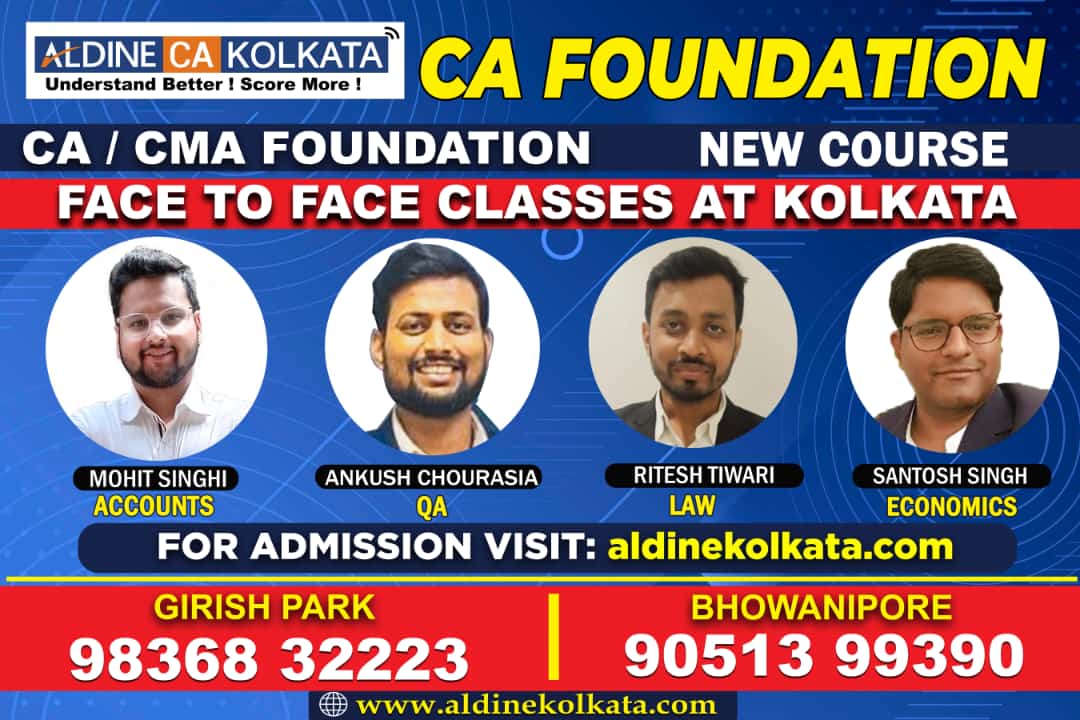 ALDINE CA KOLKATA
Understand Better ! Score More !
CA FOUNDATION
CA / CMA FOUNDATION NEW COURSE
FACE TO FACE CLASSES AT KOLKATA
MOHIT SINGHI
ACCOUNTS
ANKUSH CHOURASIA
QA
RITESH TIWARI
LAW
SANTOSH SINGH
ECONOMICS
FOR ADMISSION VISIT: aldinekolkata.com
GIRISH PARK
98368 32223
BHOWANIPORE
90513 99390
www.aldinekolkata.com